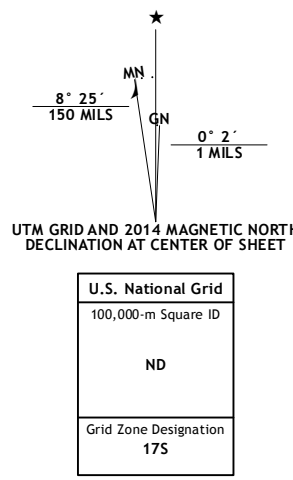 ★
MN
8° 25´
150 MILS
GN
0° 2´
1 MILS
UTM GRID AND 2014 MAGNETIC NORTH
DECLINATION AT CENTER OF SHEET
U.S. National Grid
100,000-m Square ID
ND
Grid Zone Designation
17S